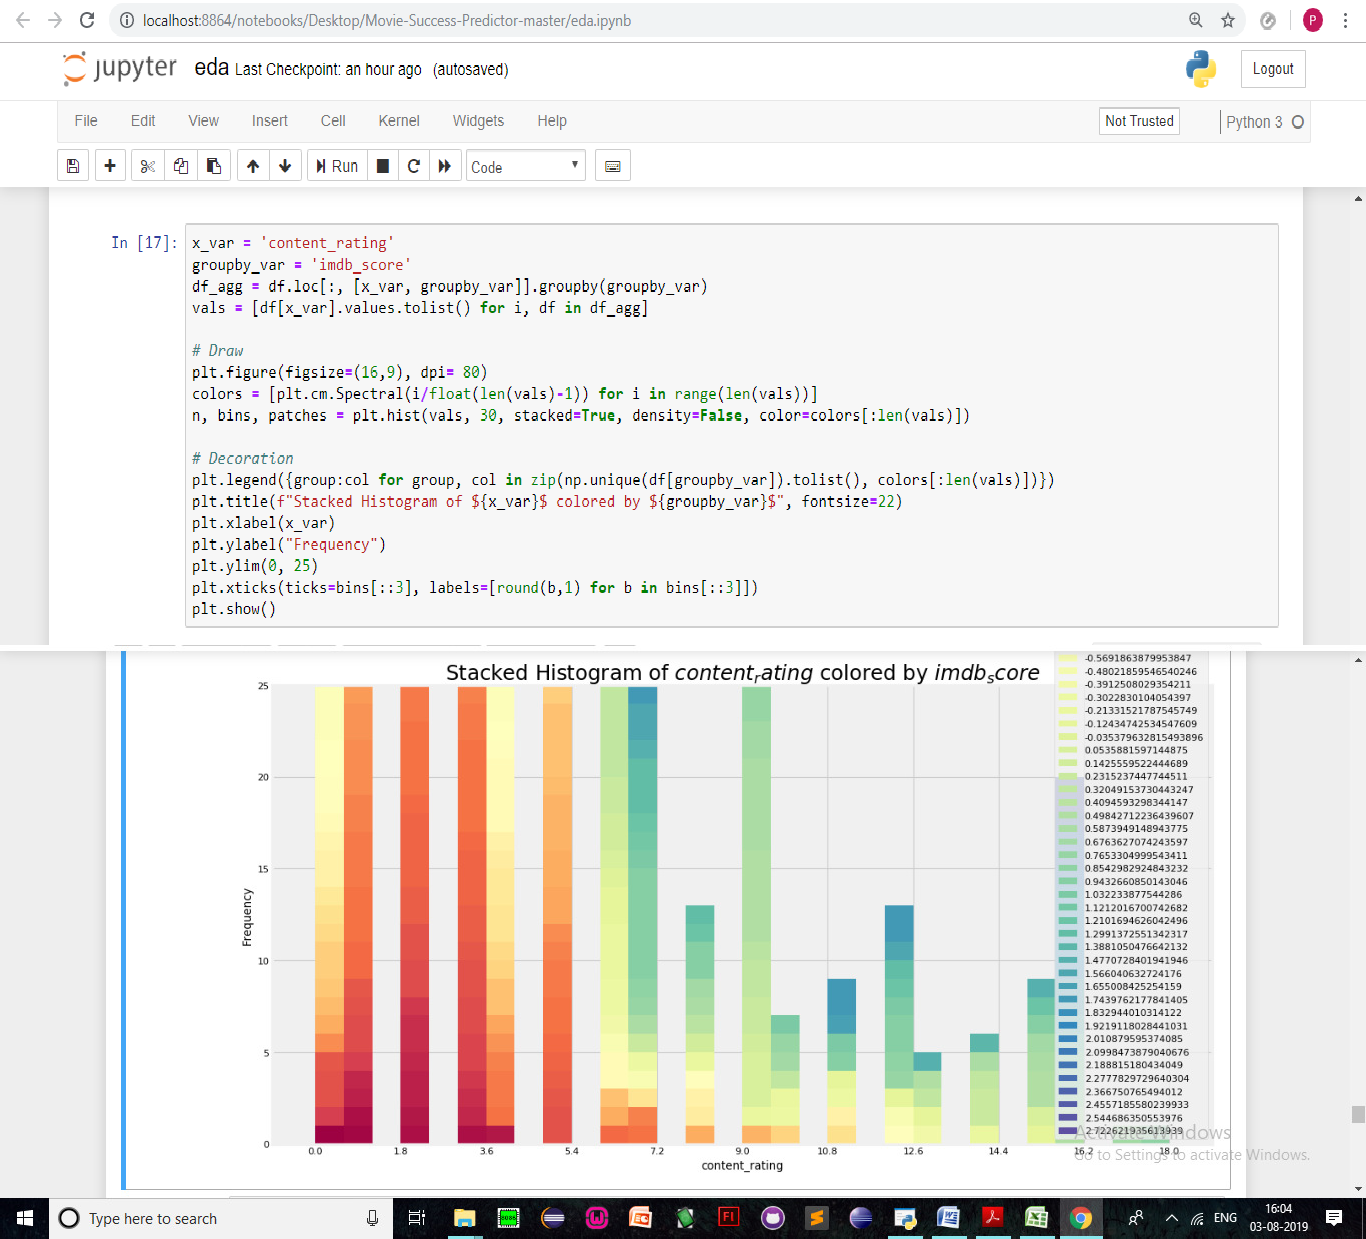 localhost:8864/notebooks/Desktop/Movie-Success-Predictor-master/eda.ipynb
P
jupyter eda Last Checkpoint: an hour ago (autosaved)
Logout
File Edit View Insert Cell Kernel Widgets Help
Not Trusted
Python 3
Run
Code
In [17]:
x_var = 'content_rating'
groupby_var = 'imdb_score'
df_agg = df.loc[:, [x_var, groupby_var]].groupby(groupby_var)
vals = [df[x_var].values.tolist() for i, df in df_agg]
# Draw
plt.figure(figsize=(16,9), dpi= 80)
colors = [plt.cm.Spectral(i/float(len(vals)-1)) for i in range(len(vals))]
n, bins, patches = plt.hist(vals, 30, stacked=True, density=False, color=colors[:len(vals)])
# Decoration
plt.legend({group:col for group, col in zip(np.unique(df[groupby_var]).tolist(), colors[:len(vals)])})
plt.title(f"Stacked Histogram of ${x_var}$ colored by ${groupby_var}$", fontsize=22)
plt.xlabel(x_var)
plt.ylabel("Frequency")
plt.ylim(0, 25)
plt.xticks(ticks=bins[::3], labels=[round(b,1) for b in bins[::3]])
plt.show()
Stacked Histogram of contentrating colored by imdbscore
25
20
15
10
5
0
Frequency
0.0 1.8 3.6 5.4 7.2 9.0 10.8 12.6 14.4 16.2 18.0
content_rating
-0.5691863879953847
-0.48021859546540246
-0.3912508029354211
-0.3022830104054397
-0.21331521787545749
-0.12434742534547609
-0.035379632815493896
0.0535881597144875
0.1425559522444689
0.2315237447744511
0.32049153730443247
0.4094593298344147
0.49842712236439607
0.5873949148943775
0.6763627074243597
0.7653304999543411
0.8542982924843232
0.9432660850143046
1.032233877544286
1.1212016700742682
1.2101694626042496
1.2991372551342317
1.3881050476642132
1.4770728401941946
1.566040632724176
1.655008425254159
1.7439762177841405
1.832944010314122
1.9219118028441031
2.010879595374085
2.0998473879040676
2.188815180434049
2.2777829729640304
2.366750765494012
2.4557185580239933
2.544686350553976
2.722621935613939
Activate Windows
Go to Settings to activate Windows.
Type here to search
ENG
16:04
03-08-2019